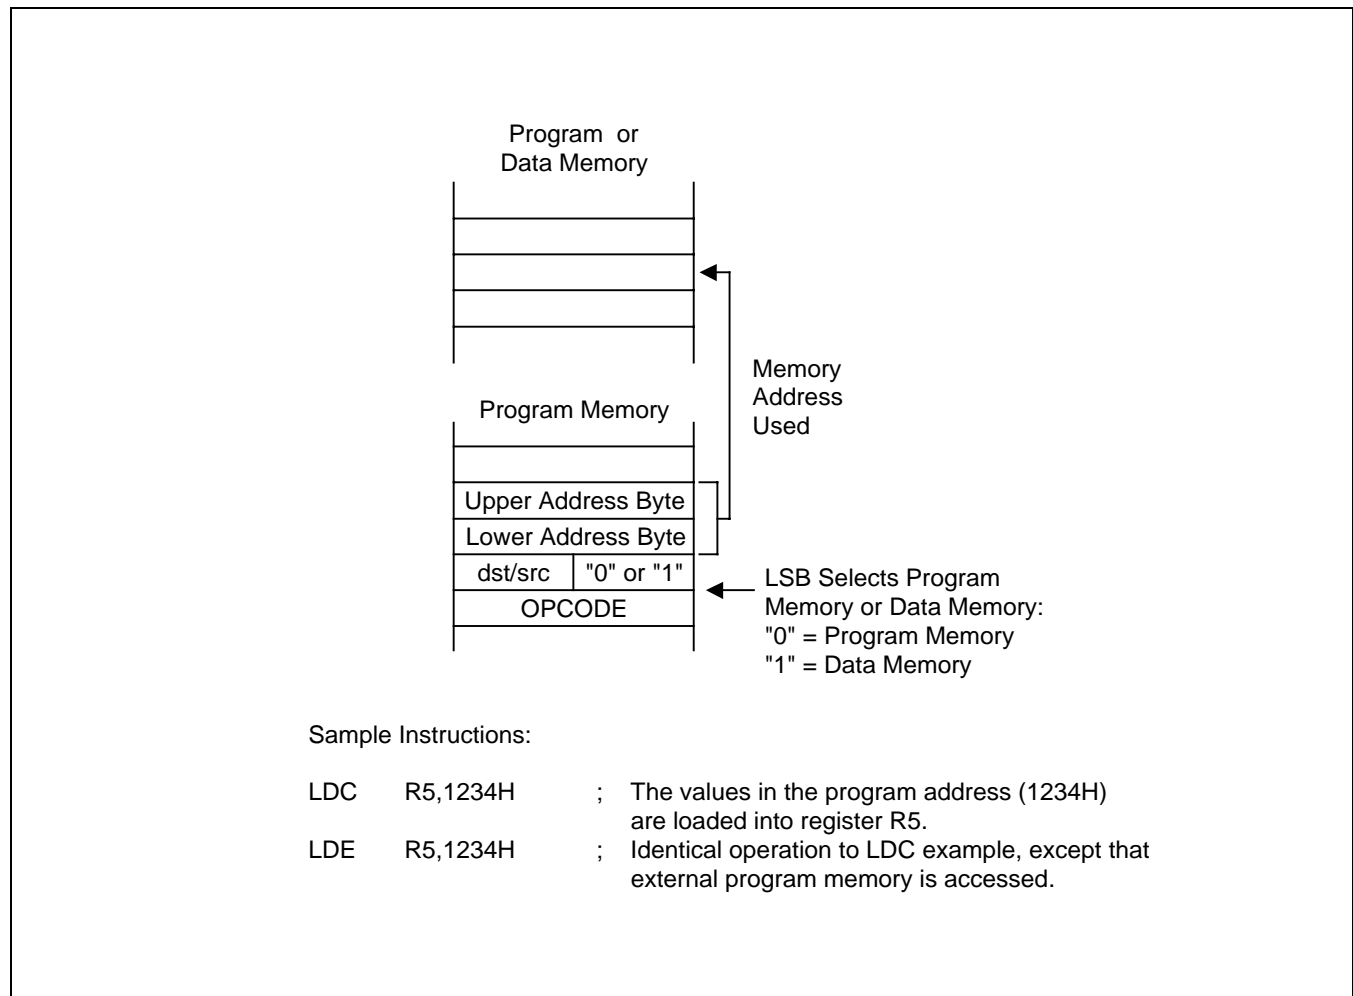 Program or
Data Memory
Memory
Address
Used
Program Memory
Upper Address Byte
Lower Address Byte
dst/src "0" or "1"
OPCODE
LSB Selects Program
Memory or Data Memory:
"0" = Program Memory
"1" = Data Memory
Sample Instructions:
LDC R5,1234H ; The values in the program address (1234H)
are loaded into register R5.
LDE R5,1234H ; Identical operation to LDC example, except that
external program memory is accessed.